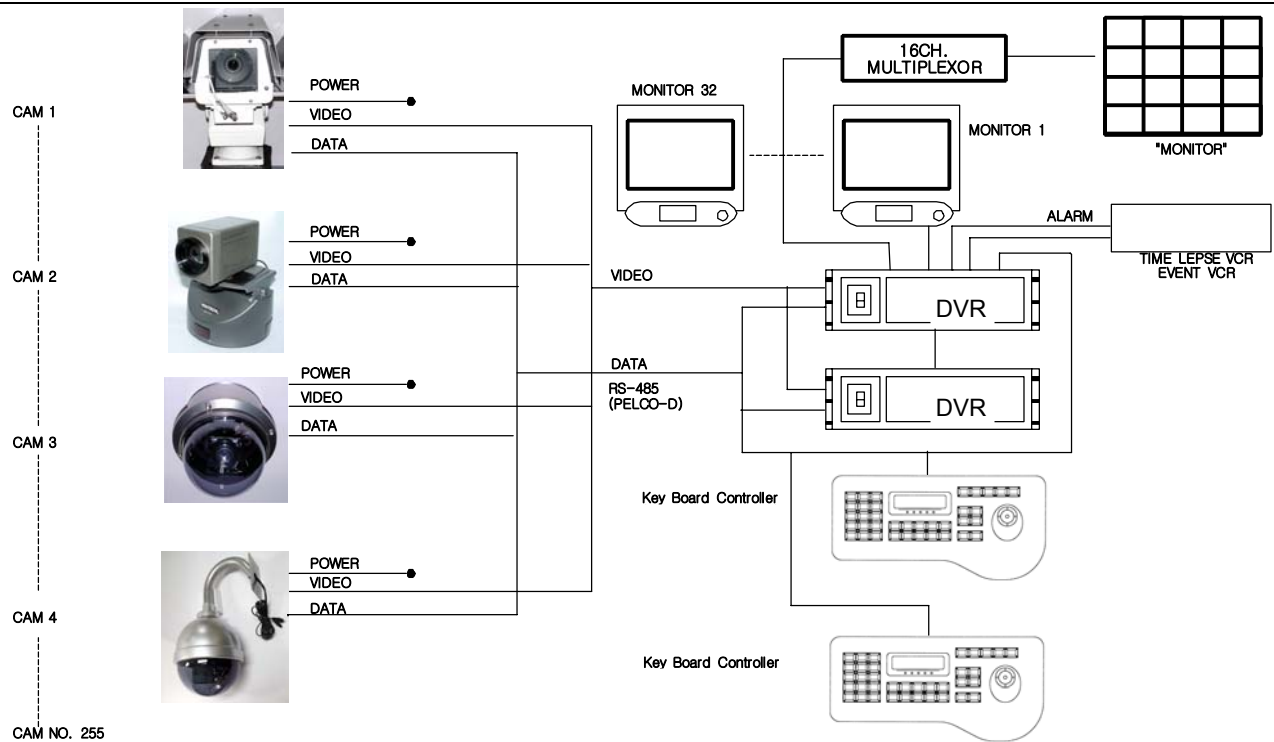 CAM 1
CAM 2
CAM 3
CAM 4
CAM NO. 255
POWER
VIDEO
DATA
POWER
VIDEO
DATA
POWER
VIDEO
DATA
POWER
VIDEO
DATA
VIDEO
DATA
RS-485
(PELCO-D)
MONITOR 32
MONITOR 1
16CH.
MULTIPLEXOR
"MONITOR"
ALARM
TIME LEPSE VCR
EVENT VCR
DVR
DVR
Key Board Controller
Key Board Controller